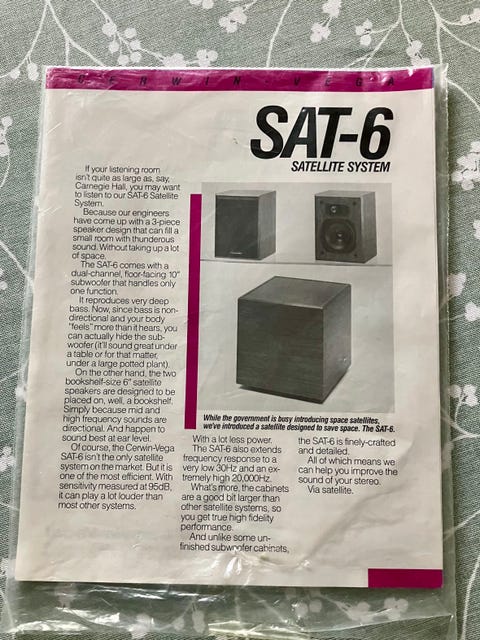 CERWIN VEGA
SAT-6
SATELLITE SYSTEM
If your listening room
isn't quite as large as, say,
Carnegie Hall, you may want
to listen to our SAT-6 Satellite
System.
Because our engineers
have come up with a 3-piece
speaker design that can fill a
small room with thunderous
sound. Without taking up a lot
of space.
The SAT-6 comes with a
dual-channel, floor-facing 10"
subwoofer that handles only
one function.
It reproduces very deep
bass. Now, since bass is non-
directional and your body
"feels" more than it hears, you
can actually hide the sub-
woofer (it'll sound great under
a table or for that matter,
under a large potted plant).
On the other hand, the two
bookshelf-size 6" satellite
speakers are designed to be
placed on, well, a bookshelf.
Simply because mid and
high frequency sounds are
directional. And happen to
sound best at ear level.
Of course, the Cerwin-Vega
SAT-6 isn't the only satellite
system on the market. But it is
one of the most efficient. With
sensitivity measured at 95dB,
it can play a lot louder than
most other systems.
While the government is busy introducing space satellites,
we've introduced a satellite designed to save space. The SAT-6.
With a lot less power.
The SAT-6 also extends
frequency response to a
very low 30Hz and an ex-
tremely high 20,000Hz.
What's more, the cabinets
are a good bit larger than
other satellite systems, so
you get true high fidelity
performance.
And unlike some un-
finished subwoofer cabinets,
the SAT-6 is finely-crafted
and detailed.
All of which means we
can help you improve the
sound of your stereo.
Via satellite.